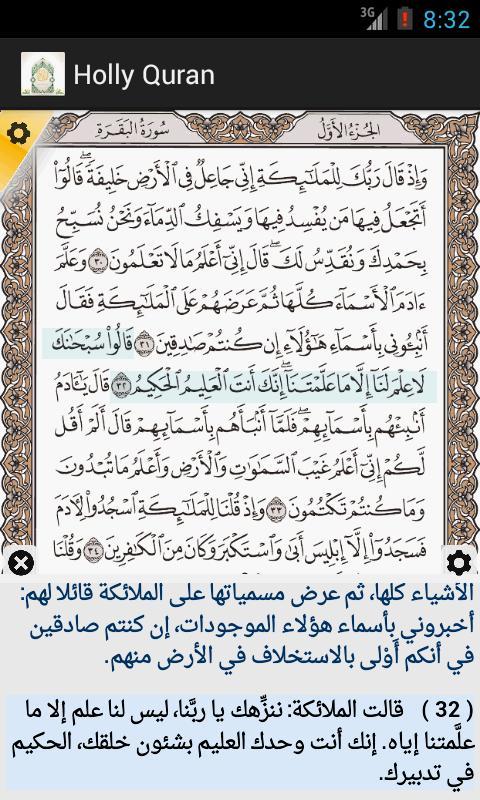 3G 8:32
Holly Quran
سُورَةُ البَقَرَةِ الجُزْءُ الأَوَّلُ
وَإِذْ قَالَ رَبُّكَ لِلْمَلَـٰٓئِكَةِ إِنِّى جَاعِلٌ فِى ٱلْأَرْضِ خَلِيفَةً ۖ قَالُوٓا۟
أَتَجْعَلُ فِيهَا مَن يُفْسِدُ فِيهَا وَيَسْفِكُ ٱلدِّمَآءَ وَنَحْنُ نُسَبِّحُ
بِحَمْدِكَ وَنُقَدِّسُ لَكَ ۖ قَالَ إِنِّىٓ أَعْلَمُ مَا لَا تَعْلَمُونَ ٣٠ وَعَلَّمَ
ءَادَمَ ٱلْأَسْمَآءَ كُلَّهَا ثُمَّ عَرَضَهُمْ عَلَى ٱلْمَلَـٰٓئِكَةِ فَقَالَ
أَنۢبِـُٔونِى بِأَسْمَآءِ هَـٰٓؤُلَآءِ إِن كُنتُمْ صَـٰدِقِينَ ٣١ قَالُوا۟ سُبْحَـٰنَكَ
لَا عِلْمَ لَنَآ إِلَّا مَا عَلَّمْتَنَآ ۖ إِنَّكَ أَنتَ ٱلْعَلِيمُ ٱلْحَكِيمُ ٣٢ قَالَ يَـٰٓـَٔادَمُ
أَنۢبِئْهُم بِأَسْمَآئِهِمْ ۖ فَلَمَّآ أَنۢبَأَهُم بِأَسْمَآئِهِمْ قَالَ أَلَمْ أَقُل
لَّكُمْ إِنِّىٓ أَعْلَمُ غَيْبَ ٱلسَّمَـٰوَٰتِ وَٱلْأَرْضِ وَأَعْلَمُ مَا تُبْدُونَ
وَمَا كُنتُمْ تَكْتُمُونَ ٣٣ وَإِذْ قُلْنَا لِلْمَلَـٰٓئِكَةِ ٱسْجُدُوا۟ لِـَٔادَمَ
فَسَجَدُوٓا۟ إِلَّآ إِبْلِيسَ أَبَىٰ وَٱسْتَكْبَرَ وَكَانَ مِنَ ٱلْكَـٰفِرِينَ ٣٤ وَقُلْنَا
الأشياء كلها، ثم عرض مسمياتها على الملائكة قائلا لهم:
أخبروني بأسماء هؤلاء الموجودات، إن كنتم صادقين
في أنكم أَوْلى بالاستخلاف في الأرض منهم.
( 32 ) قالت الملائكة: ننزِّهك يا ربَّنا، ليس لنا علم إلا ما
علَّمتنا إياه. إنك أنت وحدك العليم بشئون خلقك، الحكيم
في تدبيرك.